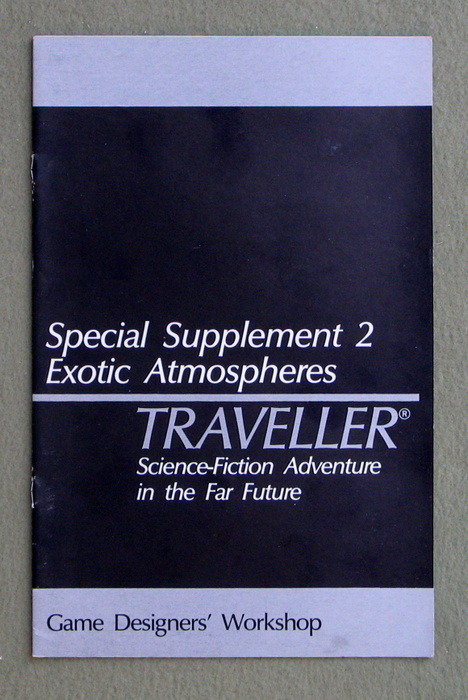 Special Supplement 2
Exotic Atmospheres
TRAVELLER®
Science-Fiction Adventure
in the Far Future
Game Designers' Workshop